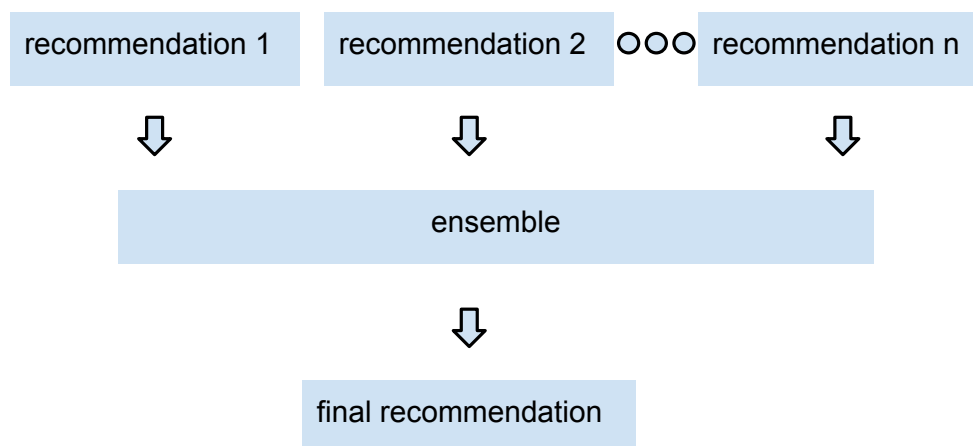 recommendation 1
recommendation 2
recommendation n
ensemble
final recommendation